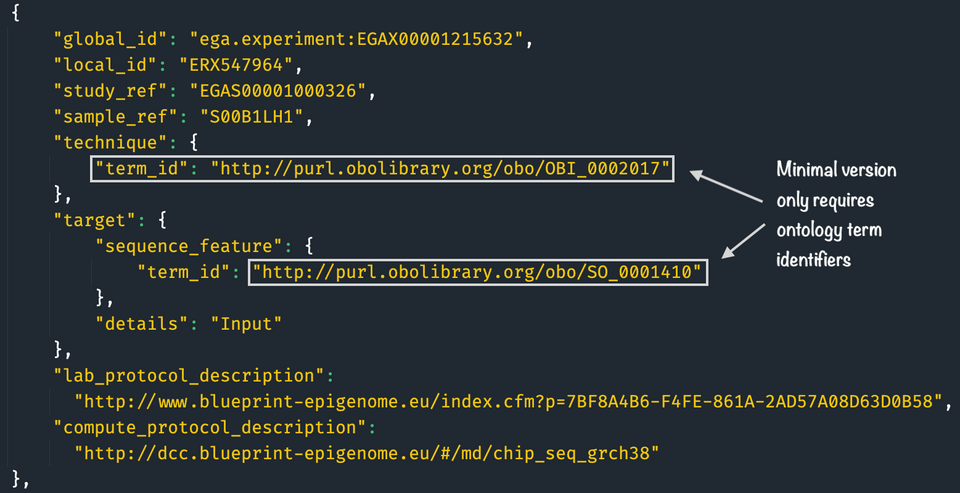 {
"global_id": "ega.experiment:EGAX00001215632",
"local_id": "ERX547964",
"study_ref": "EGAS00001000326",
"sample_ref": "S00B1LH1",
"technique": {
"term_id": "http://purl.obolibrary.org/obo/OBI_0002017"
},
"target": {
"sequence_feature": {
"term_id": "http://purl.obolibrary.org/obo/SO_0001410"
},
"details": "Input"
},
"lab_protocol_description":
"http://www.blueprint-epigenome.eu/index.cfm?p=7BF8A4B6-F4FE-861A-2AD57A08D63D0B58",
"compute_protocol_description":
"http://dcc.blueprint-epigenome.eu/#/md/chip_seq_grch38"
},
Minimal version
only requires
ontology term
identifiers